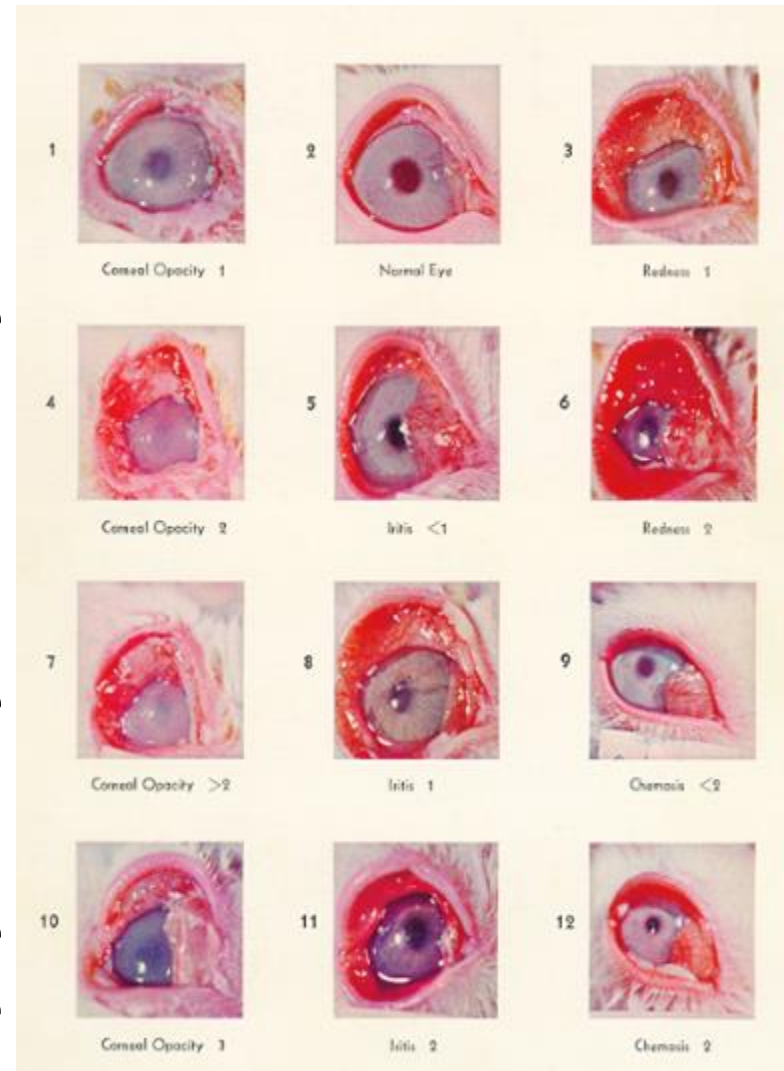 1
2
3
Corneal Opacity 1
Normal Eye
Redness 1
4
5
6
Corneal Opacity 2
Iritis <1
Redness 2
7
8
9
Corneal Opacity >2
Iritis 1
Chemosis <2
10
11
12
Corneal Opacity 3
Iritis 2
Chemosis 2